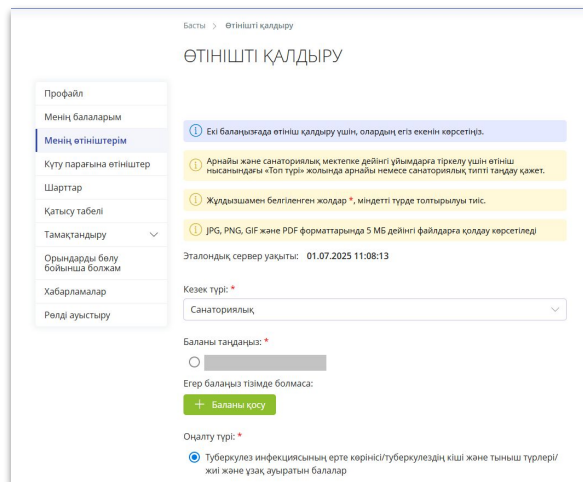 Басты > Өтінішті қалдыру
ӨТІНІШТІ ҚАЛДЫРУ
Профайл
Менің балаларым
Менің өтініштерім
Күту парағына өтініштер
Шарттар
Қатысу табелі
Тамақтандыру
Орындарды бөлу
бойынша болжам
Хабарламалар
Рөлді ауыстыру
Екі балаңызғада өтініш қалдыру үшін, олардың егіз екенін көрсетіңіз.
Арнайы және санаториялық мектепке дейінгі ұйымдарға тіркелу үшін өтініш
нысанындағы «Топ түрі» жолында арнайы немесе санаториялық типті таңдау қажет.
Жұлдызшамен белгіленген жолдар *, міндетті түрде толтырылуы тиіс.
JPG, PNG, GIF және PDF форматтарында 5 МБ дейінгі файлдарға қолдау көрсетіледі
Эталондық сервер уақыты: 01.07.2025 11:08:13
Кезек түрі: *
Санаториялық
Баланы таңдаңыз: *
Егер балаңыз тізімде болмаса:
+ Баланы қосу
Оңалту түрі: *
Туберкулез инфекциясының ерте көрінісі/туберкулездің кіші және тыныш түрлері/
жиі және ұзақ ауыратын балалар